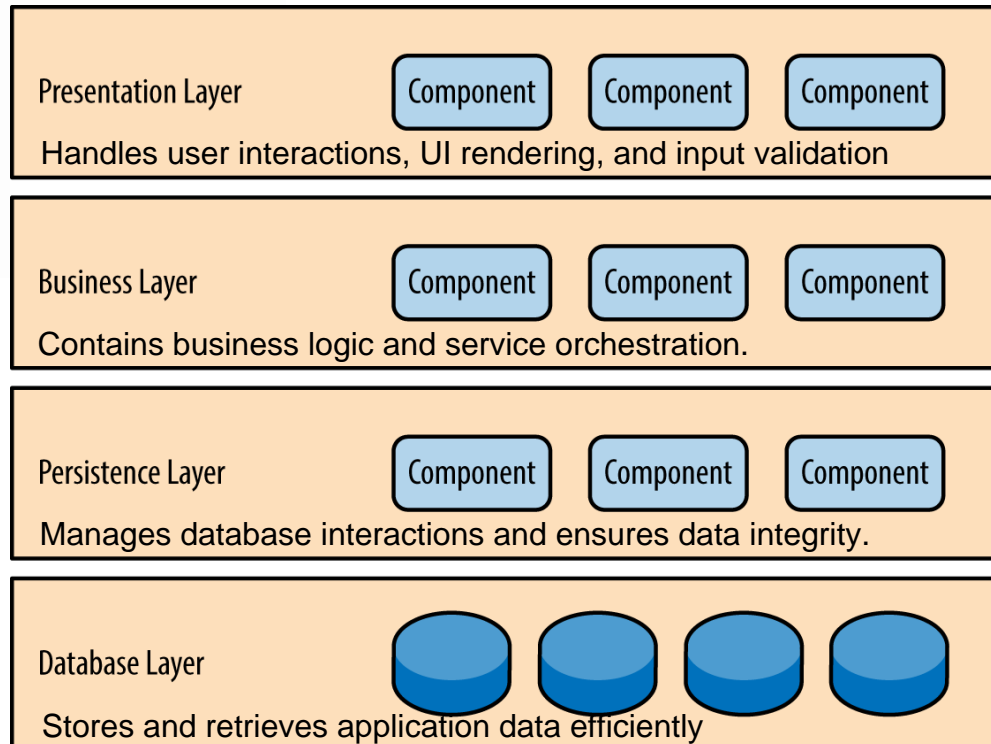 Presentation Layer Component Component Component
Handles user interactions, UI rendering, and input validation
Business Layer Component Component Component
Contains business logic and service orchestration.
Persistence Layer Component Component Component
Manages database interactions and ensures data integrity.
Database Layer
Stores and retrieves application data efficiently